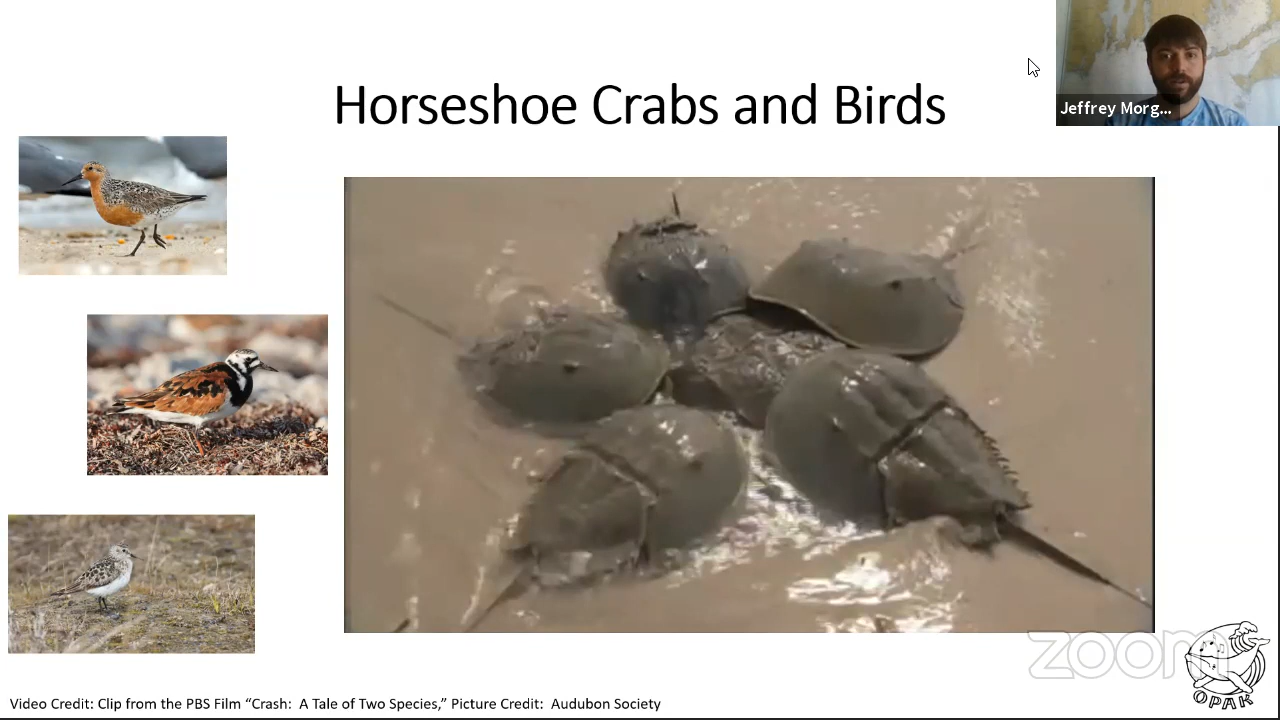 Jeffrey Morg...
Horseshoe Crabs and Birds
zoom
OPAK
Video Credit: Clip from the PBS Film “Crash: A Tale of Two Species,” Picture Credit: Audubon Society